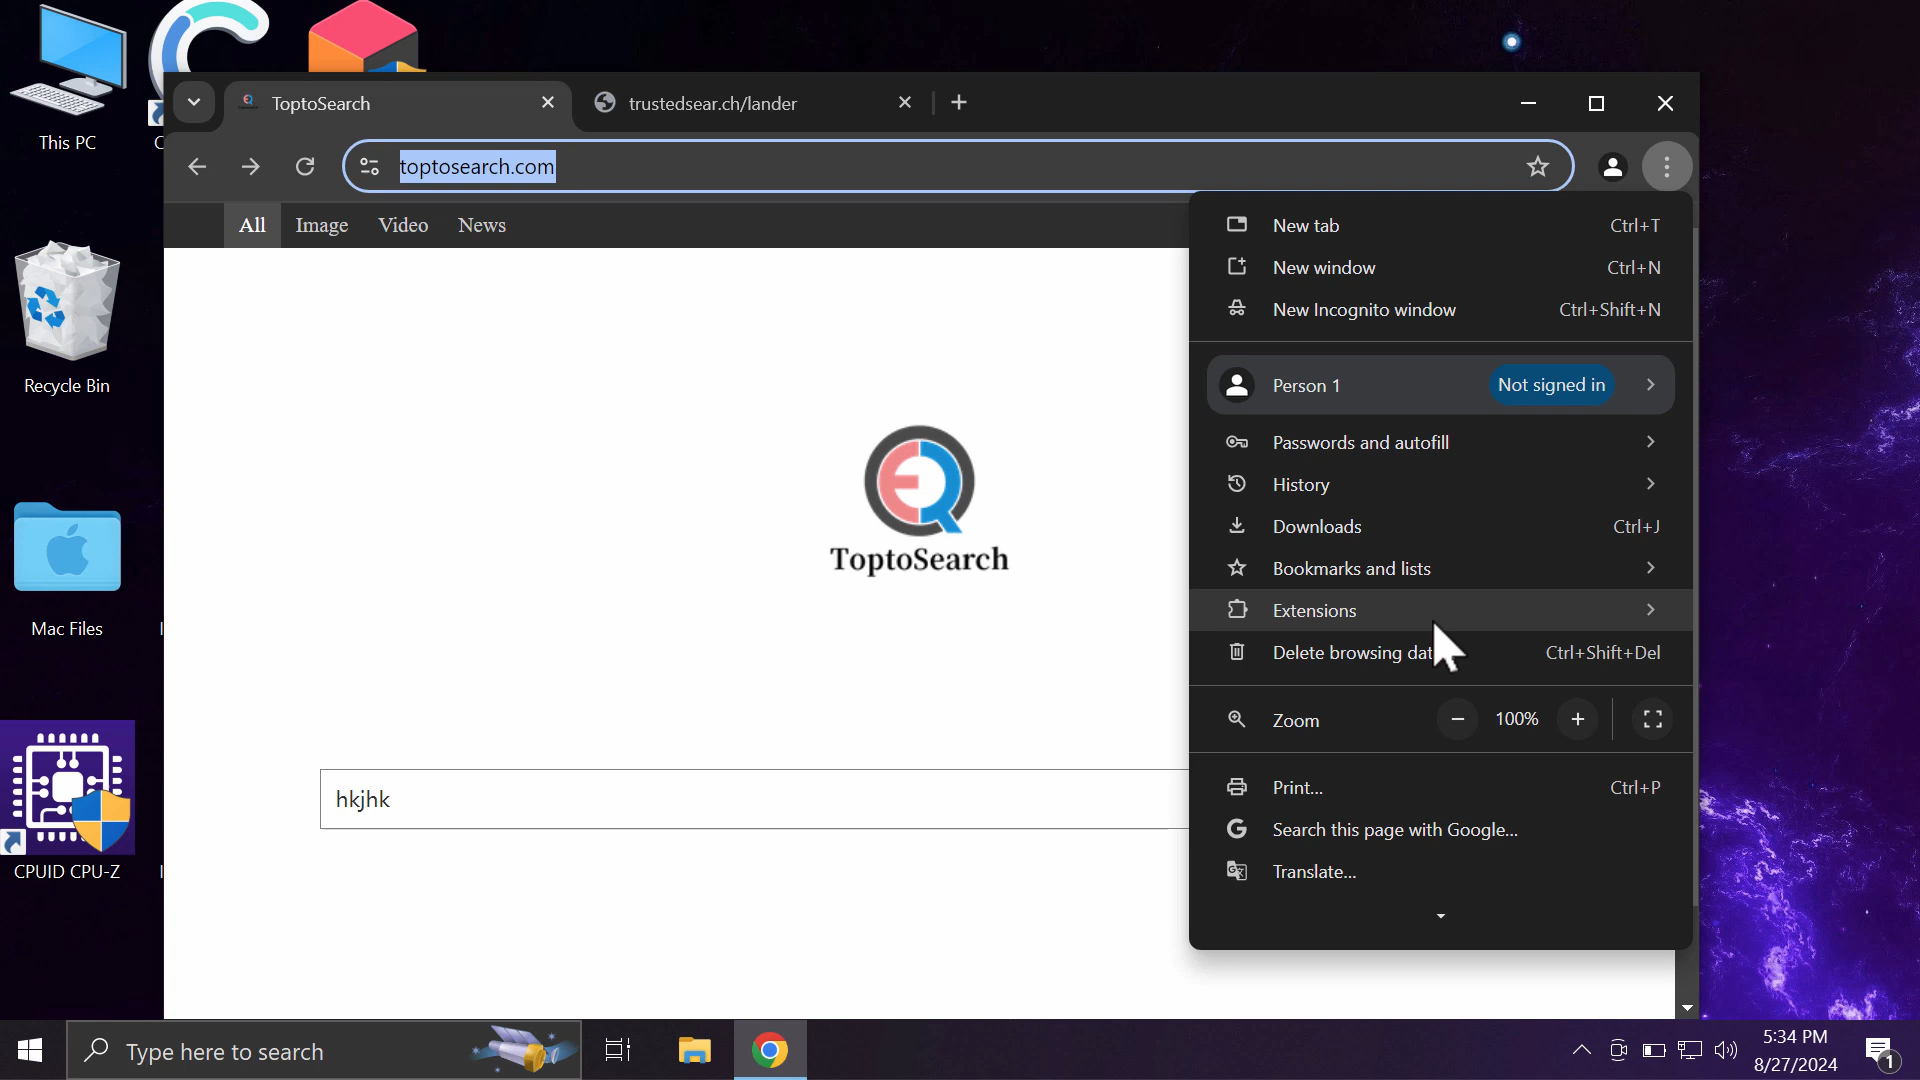 This PC
C
Recycle Bin
Mac Files
CPUID CPU-Z
ToptoSearch
trustedsear.ch/lander
toptosearch.com
All
Image
Video
News
ToptoSearch
hkjhk
New tab Ctrl+T
New window Ctrl+N
New Incognito window Ctrl+Shift+N
Person 1 Not signed in
Passwords and autofill
History
Downloads Ctrl+J
Bookmarks and lists
Extensions
Delete browsing dat Ctrl+Shift+Del
Zoom 100%
Print... Ctrl+P
Search this page with Google...
Translate...
Type here to search
5:34 PM
8/27/2024
1